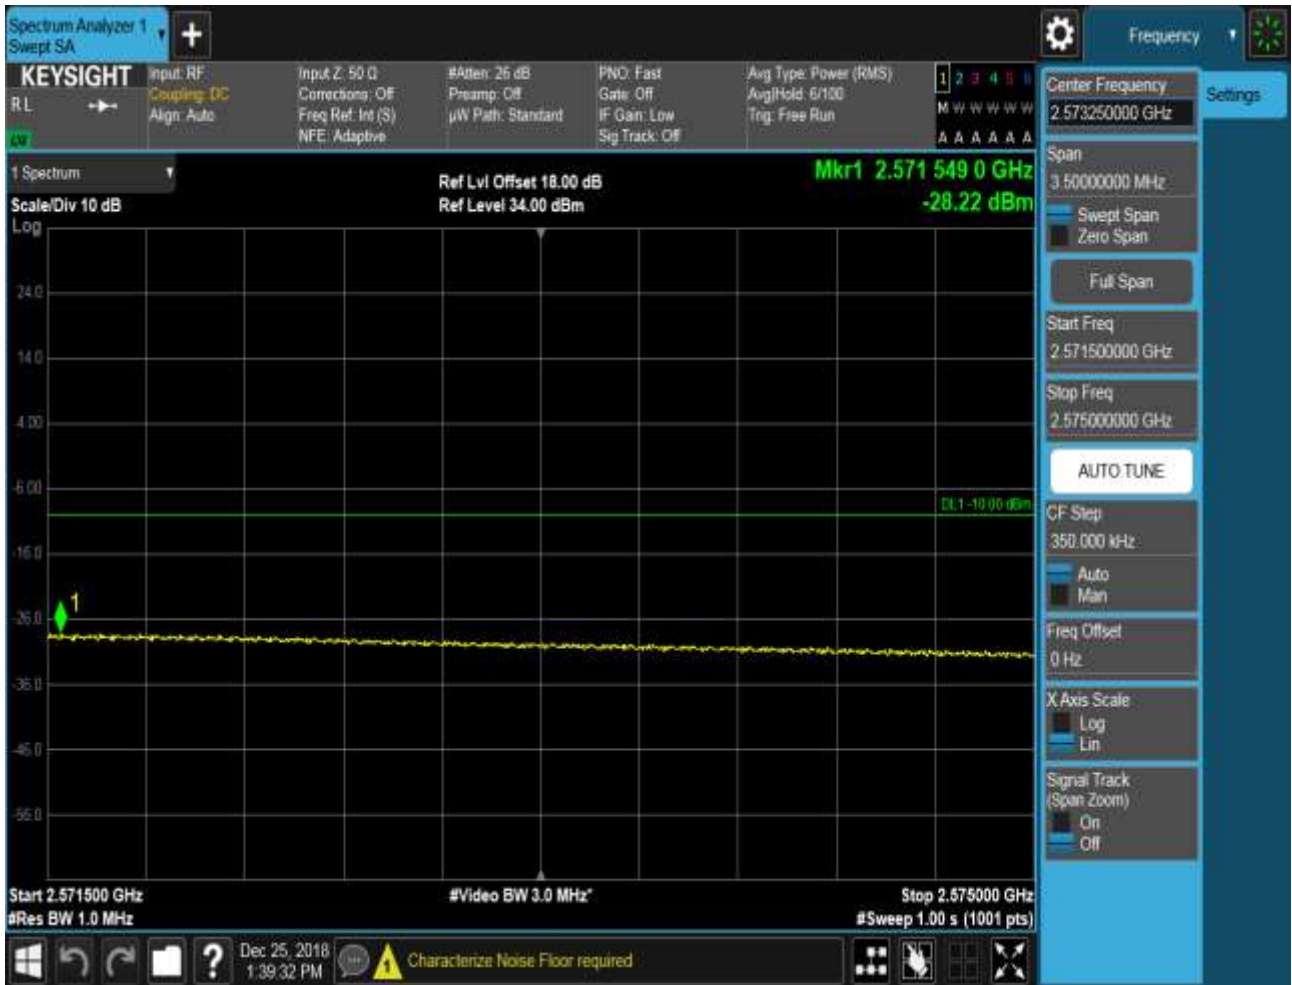 Spectrum Analyzer 1
Swept SA
Frequency
KEYSIGHT
RL
LXI
Input: RF
Coupling: DC
Align: Auto
Input Z: 50 Ω
Corrections: Off
Freq Ref: Int (S)
NFE: Adaptive
#Atten: 26 dB
Preamp: Off
µW Path: Standard
PNO: Fast
Gate: Off
IF Gain: Low
Sig Track: Off
Avg Type: Power (RMS)
Avg|Hold: 6/100
Trig: Free Run
1 2 3 4 5 6
M W W W W W
A A A A A A
1 Spectrum
Scale/Div 10 dB
Log
Ref Lvl Offset 18.00 dB
Ref Level 34.00 dBm
Mkr1 2.571 549 0 GHz
-28.22 dBm
24.0
14.0
4.00
-6.00
DL1 -10.00 dBm
-16.0
1
-26.0
-36.0
-46.0
-56.0
Start 2.571500 GHz
#Res BW 1.0 MHz
#Video BW 3.0 MHz*
Stop 2.575000 GHz
#Sweep 1.00 s (1001 pts)
Center Frequency
2.573250000 GHz
Settings
Span
3.50000000 MHz
Swept Span
Zero Span
Full Span
Start Freq
2.571500000 GHz
Stop Freq
2.575000000 GHz
AUTO TUNE
CF Step
350.000 kHz
Auto
Man
Freq Offset
0 Hz
X Axis Scale
Log
Lin
Signal Track
(Span Zoom)
On
Off
?
Dec 25, 2018
1:39:32 PM
1
Characterize Noise Floor required